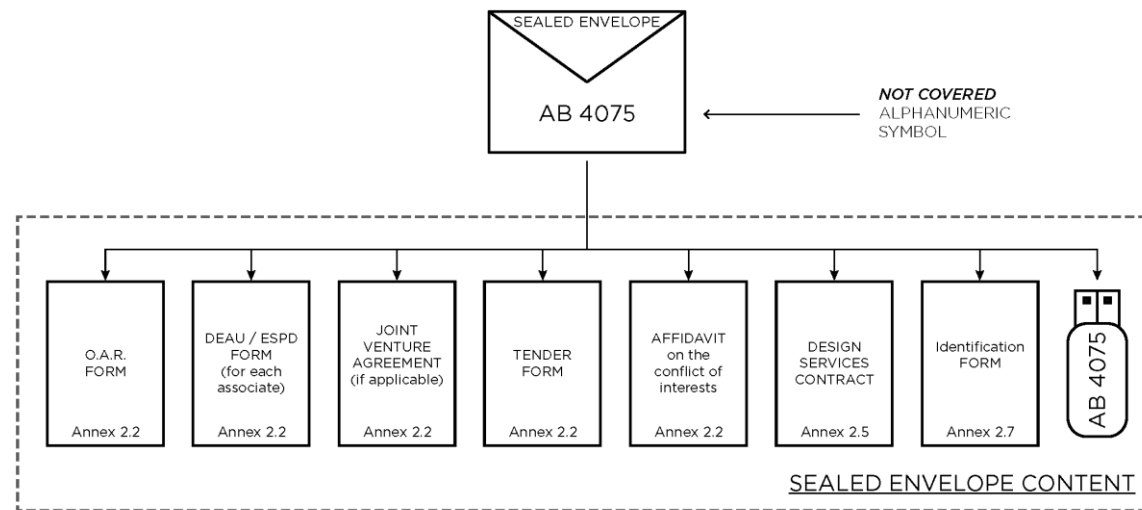 SEALED ENVELOPE
AB 4075
NOT COVERED
ALPHANUMERIC
SYMBOL
O.A.R.
FORM
Annex 2.2
DEAU / ESPD
FORM
(for each
associate)
Annex 2.2
JOINT
VENTURE
AGREEMENT
(if applicable)
Annex 2.2
TENDER
FORM
Annex 2.2
AFFIDAVIT
on the
conflict of
interests
Annex 2.2
DESIGN
SERVICES
CONTRACT
Annex 2.5
Identification
FORM
Annex 2.7
AB 4075
SEALED ENVELOPE CONTENT